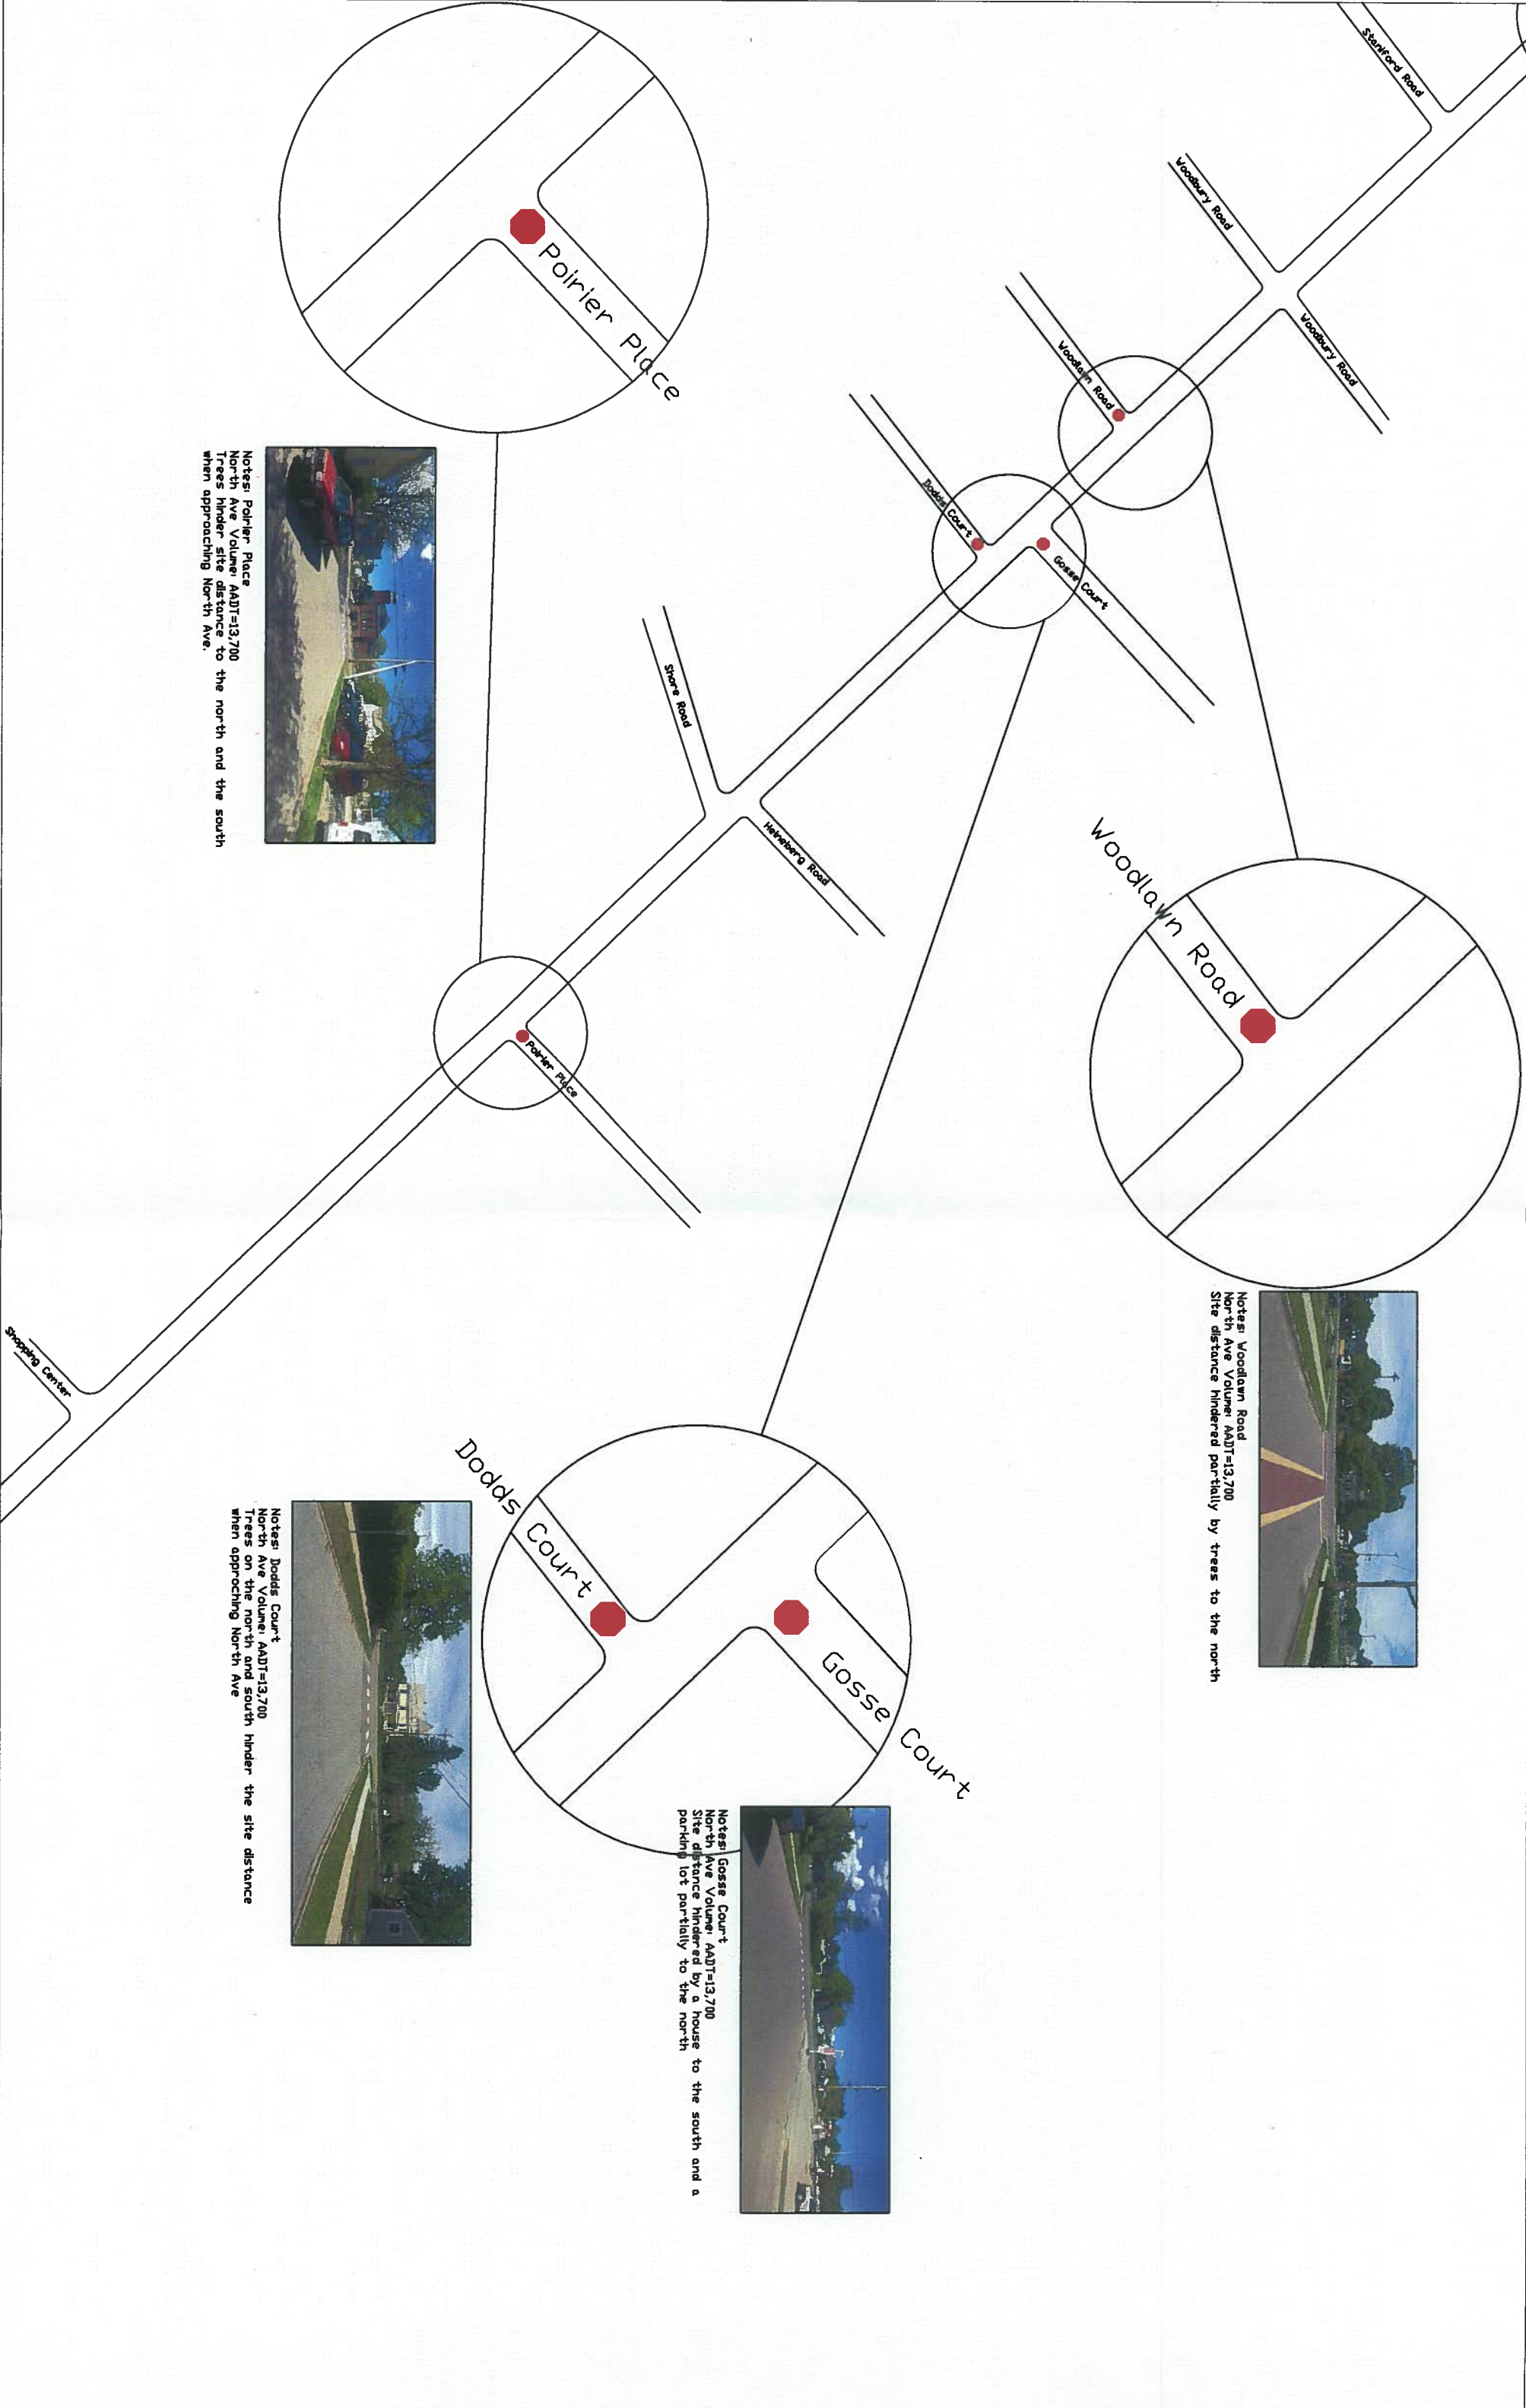 Staniford Road
Woodbury Road
Woodbury Road
Woodlawn Road
Dodds Court
Gosse Court
Shore Road
Heineberg Road
Poirier Place
Shopping Center
Poirier Place
Notes: Poirier Place
North Ave Volume: AADT=13,700
Trees hinder site distance to the north and the south
when approaching North Ave.
Woodlawn Road
Notes: Woodlawn Road
North Ave Volume: AADT=13,700
Site distance hindered partially by trees to the north
Dodds Court
Gosse Court
Notes: Dodds Court
North Ave Volume: AADT=13,700
Trees on the north and south hinder the site distance
when approching North Ave
Notes: Gosse Court
North Ave Volume: AADT=13,700
Site distance hindered by a house to the south and a
parking lot partially to the north